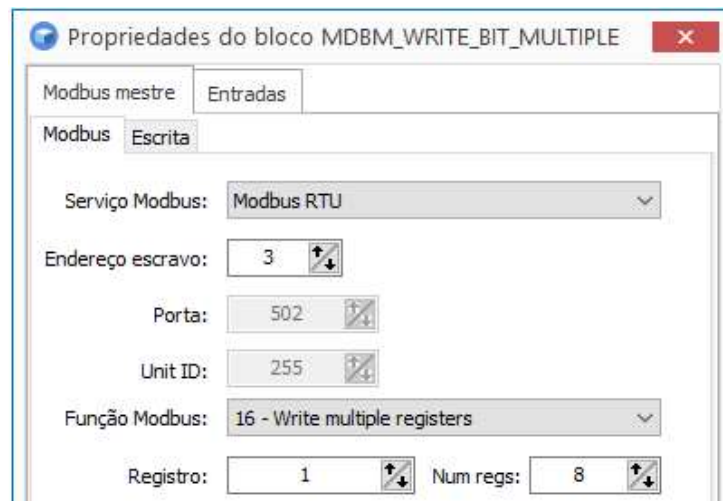 Propriedades do bloco MDBM_WRITE_BIT_MULTIPLE
Modbus mestre Entradas
Modbus Escrita
Serviço Modbus: Modbus RTU
Endereço escravo: 3
Porta: 502
Unit ID: 255
Função Modbus: 16 - Write multiple registers
Registro: 1 Num regs: 8